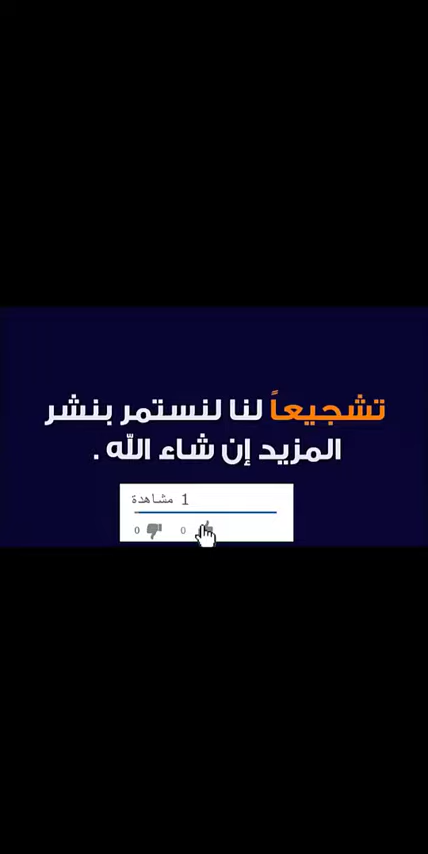 تشجيعاً لنا لنستمر بنشر
المزيد إن شاء الله .
1 مشاهدة
0 0